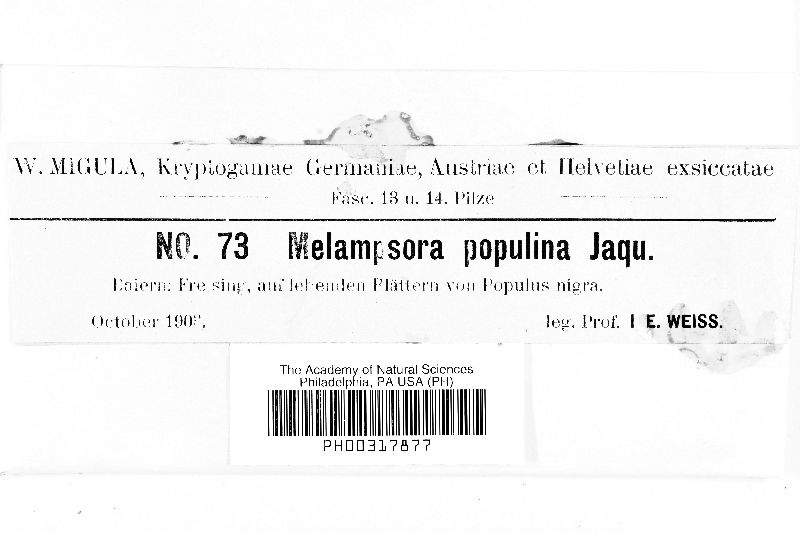 W. MIGULA, Kryptogamae Germaniae, Austriae et Helvetiae exsiccatae
Fasc. 13 u. 14. Pilze
NO. 73 Melampsora populina Jaqu.
Baiern: Freising, auf lebenden Blättern von Populus nigra.
October leg. Prof. I E. WEISS.
The Academy of Natural Sciences
Philadelphia, PA USA (PH)
PH00317877